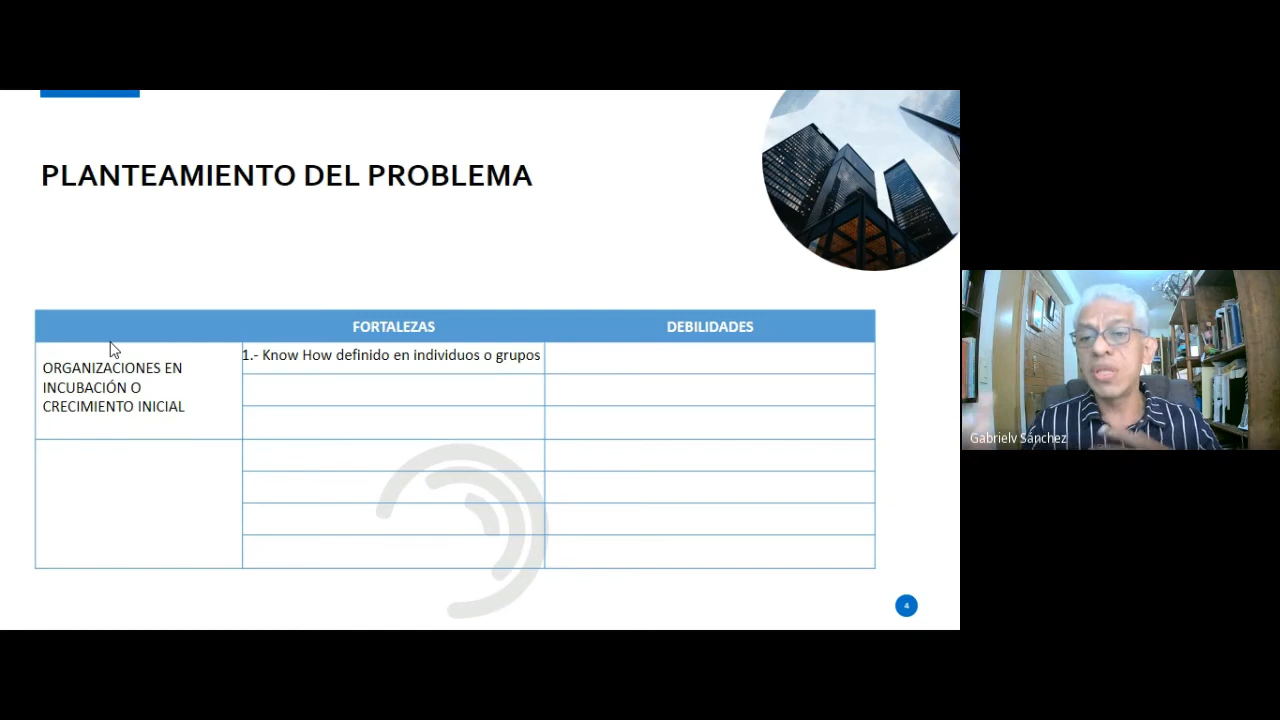 PLANTEAMIENTO DEL PROBLEMA
FORTALEZAS
DEBILIDADES
ORGANIZACIONES EN
INCUBACIÓN O
CRECIMIENTO INICIAL
1.- Know How definido en individuos o grupos
4
Gabrielv Sánchez